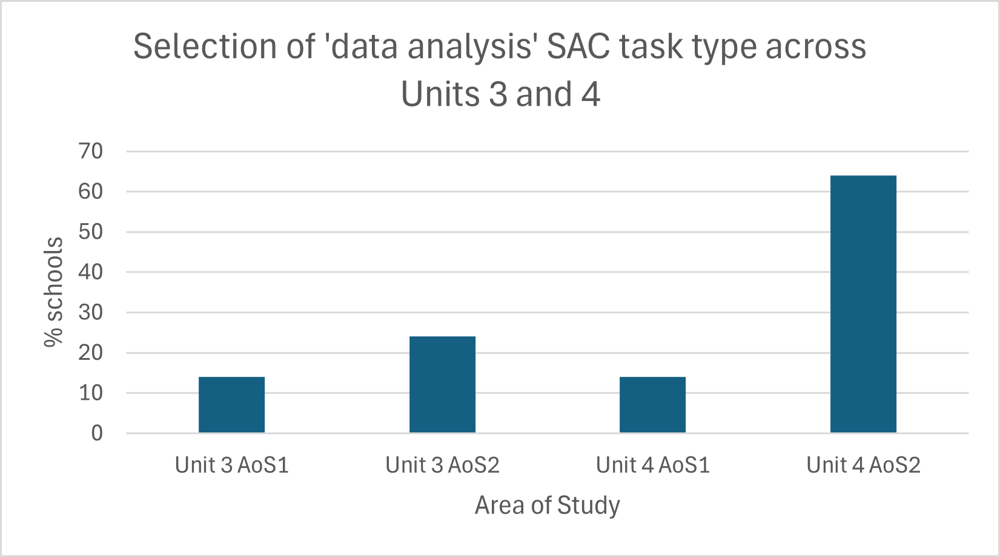 Selection of 'data analysis' SAC task type across
Units 3 and 4
70
60
50
40
30
20
10
0
% schools
Unit 3 AoS1
Unit 3 AoS2
Unit 4 AoS1
Unit 4 AoS2
Area of Study